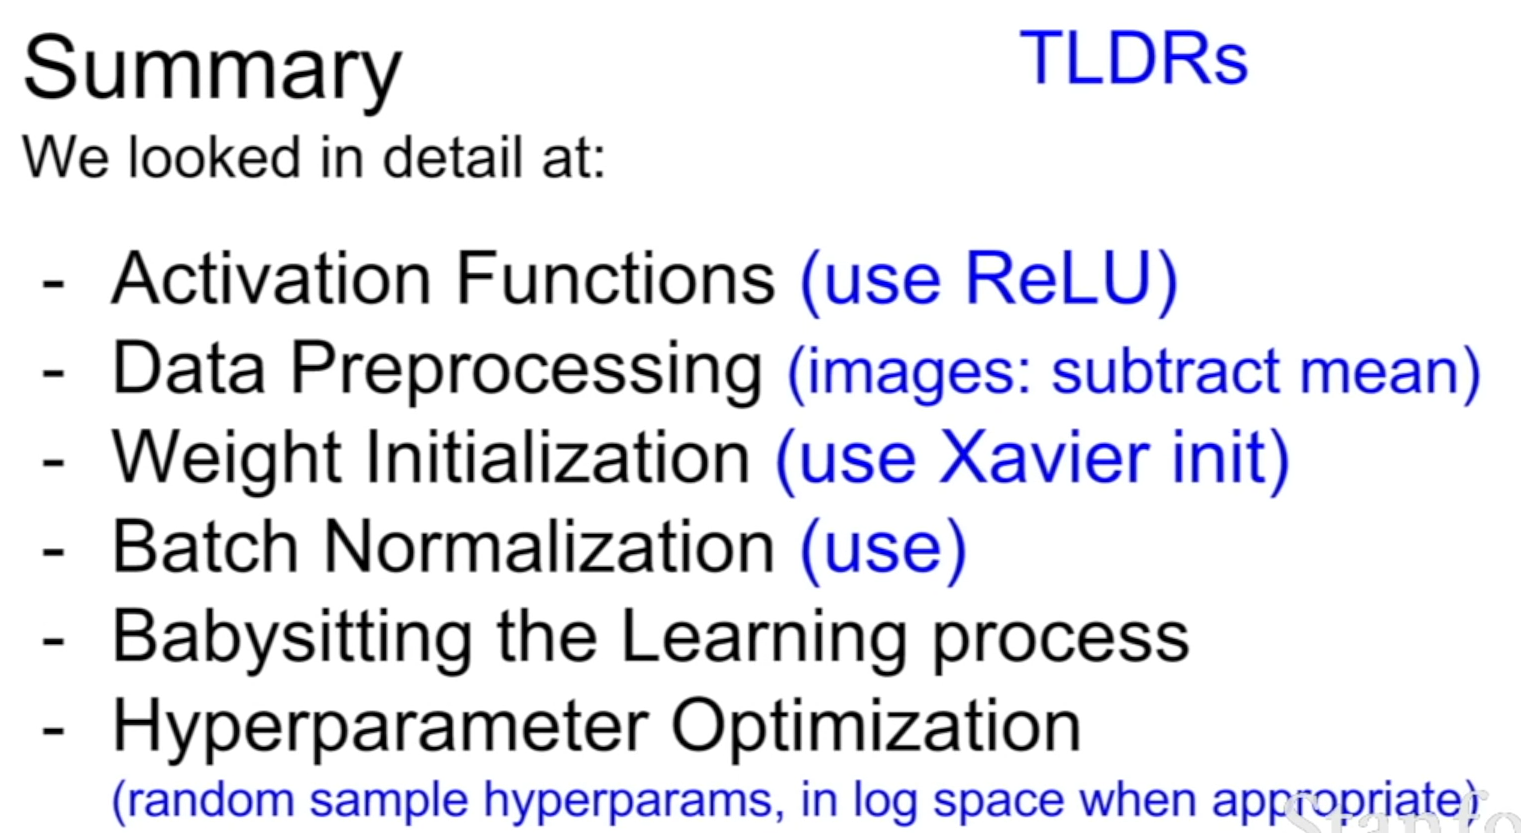 Summary
TLDRs
We looked in detail at:
- Activation Functions (use ReLU)
- Data Preprocessing (images: subtract mean)
- Weight Initialization (use Xavier init)
- Batch Normalization (use)
- Babysitting the Learning process
- Hyperparameter Optimization
(random sample hyperparams, in log space when appropriate)